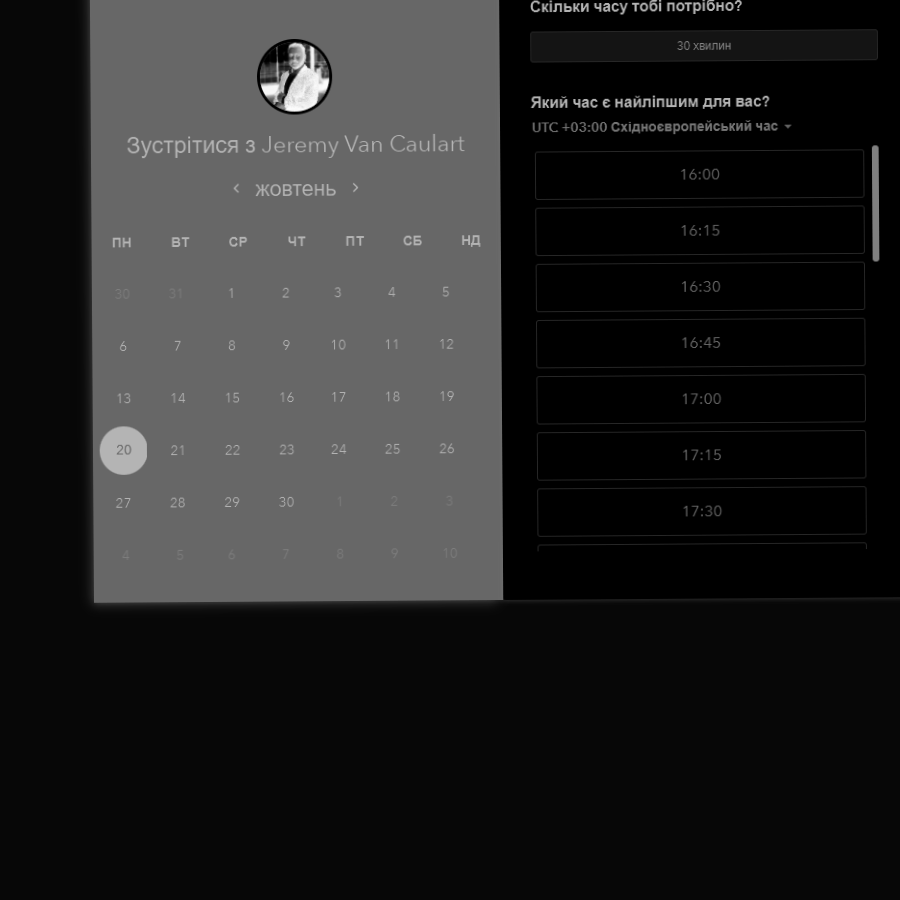 Зустрітися з Jeremy Van Caulart
жовтень
ПН ВТ СР ЧТ ПТ СБ НД
30 31 1 2 3 4 5
6 7 8 9 10 11 12
13 14 15 16 17 18 19
20 21 22 23 24 25 26
27 28 29 30 1 2 3
4 5 6 7 8 9 10
Скільки часу тобі потрібно?
30 хвилин
Який час є найліпшим для вас?
UTC +03:00 Східноєвропейський час
16:00
16:15
16:30
16:45
17:00
17:15
17:30